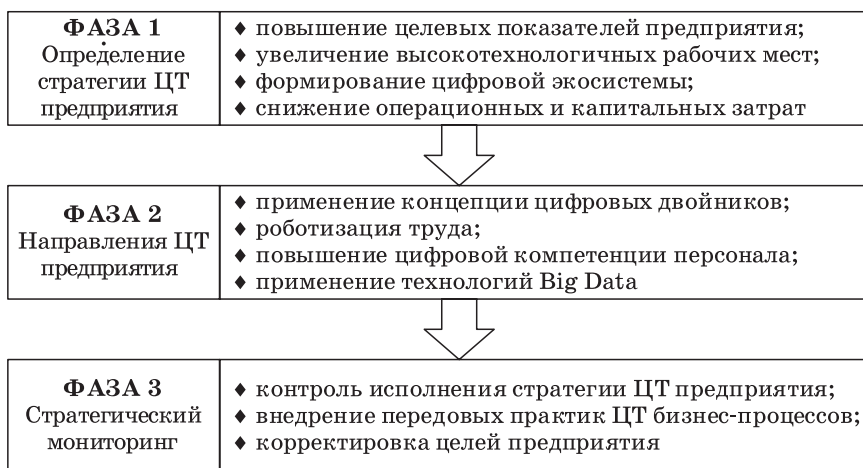 ФАЗА 1
Определение
стратегии ЦТ
предприятия
♦ повышение целевых показателей предприятия;
♦ увеличение высокотехнологичных рабочих мест;
♦ формирование цифровой экосистемы;
♦ снижение операционных и капитальных затрат
ФАЗА 2
Направления ЦТ
предприятия
♦ применение концепции цифровых двойников;
♦ роботизация труда;
♦ повышение цифровой компетенции персонала;
♦ применение технологий Big Data
ФАЗА 3
Стратегический
мониторинг
♦ контроль исполнения стратегии ЦТ предприятия;
♦ внедрение передовых практик ЦТ бизнес-процессов;
♦ корректировка целей предприятия